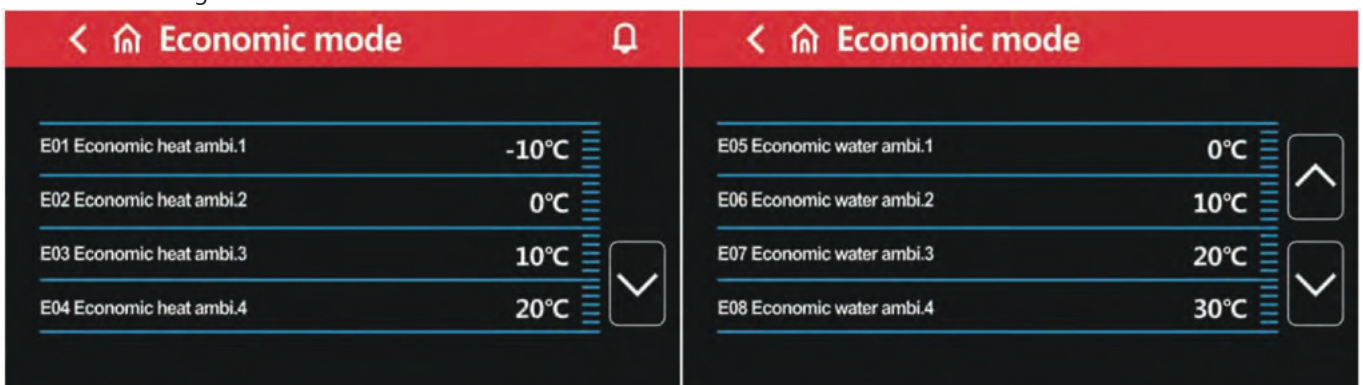 Economic mode
E01 Economic heat ambi.1 -10℃
E02 Economic heat ambi.2 0℃
E03 Economic heat ambi.3 10℃
E04 Economic heat ambi.4 20℃
Economic mode
E05 Economic water ambi.1 0℃
E06 Economic water ambi.2 10℃
E07 Economic water ambi.3 20℃
E08 Economic water ambi.4 30℃